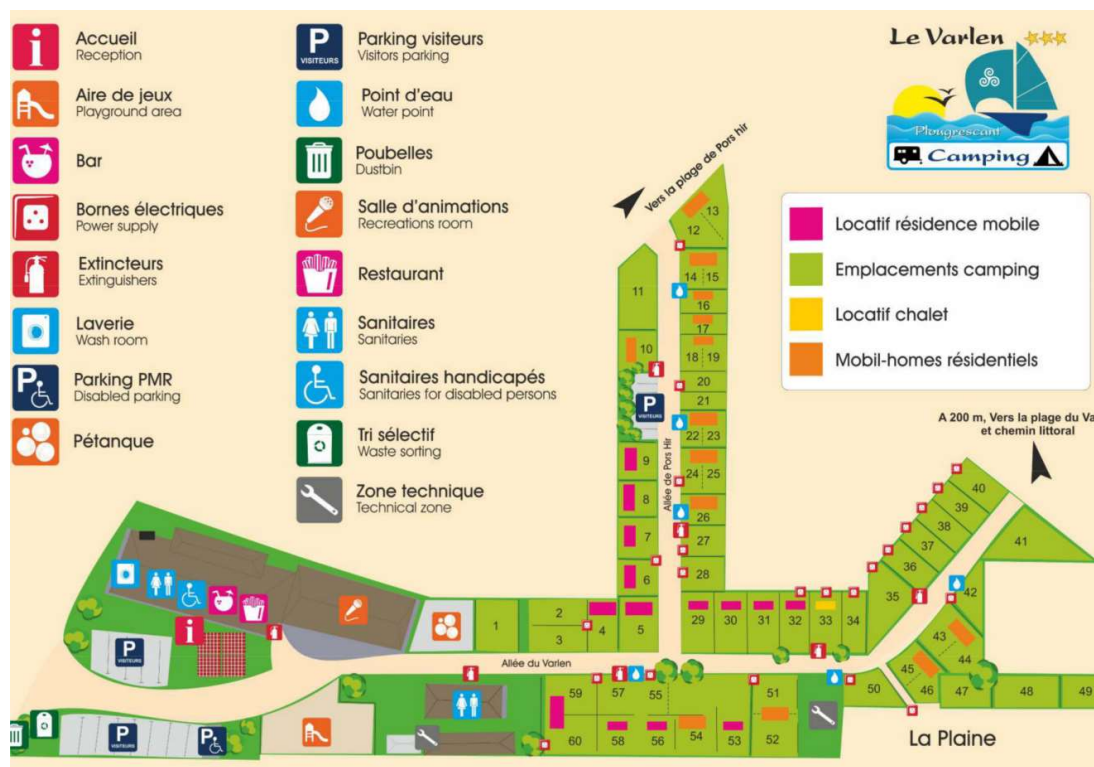 Accueil
Reception
Aire de jeux
Playground area
Bar
Bornes électriques
Power supply
Extincteurs
Extinguishers
Laverie
Wash room
Parking PMR
Disabled parking
Pétanque
P
VISITEURS
Parking visiteurs
Visitors parking
Point d'eau
Water point
Poubelles
Dustbin
Salle d'animations
Recreations room
Restaurant
Sanitaires
Sanitaries
Sanitaires handicapés
Sanitaries for disabled persons
Tri sélectif
Waste sorting
Zone technique
Technical zone
Le Varlen
Plougrescant
Camping
Locatif résidence mobile
Emplacements camping
Locatif chalet
Mobil-homes résidentiels
A 200 m, Vers la plage du Va
et chemin littoral
Vers la plage de Pors hir
13
12
14 15
11
16
17
10
18 19
20
P
VISITEURS
21
22 23
9
24 25
8
Allée de Pors Hir
26
7
27
6
28
40
39
38
37
36
35
41
42
1
2
3
4
5
29
30
31
32
33
34
43
44
45
46
P
VISITEURS
i
Allée du Varlen
59
57
55
51
50
47
48
49
60
58
56
54
53
52
P
VISITEURS
P
La Plaine